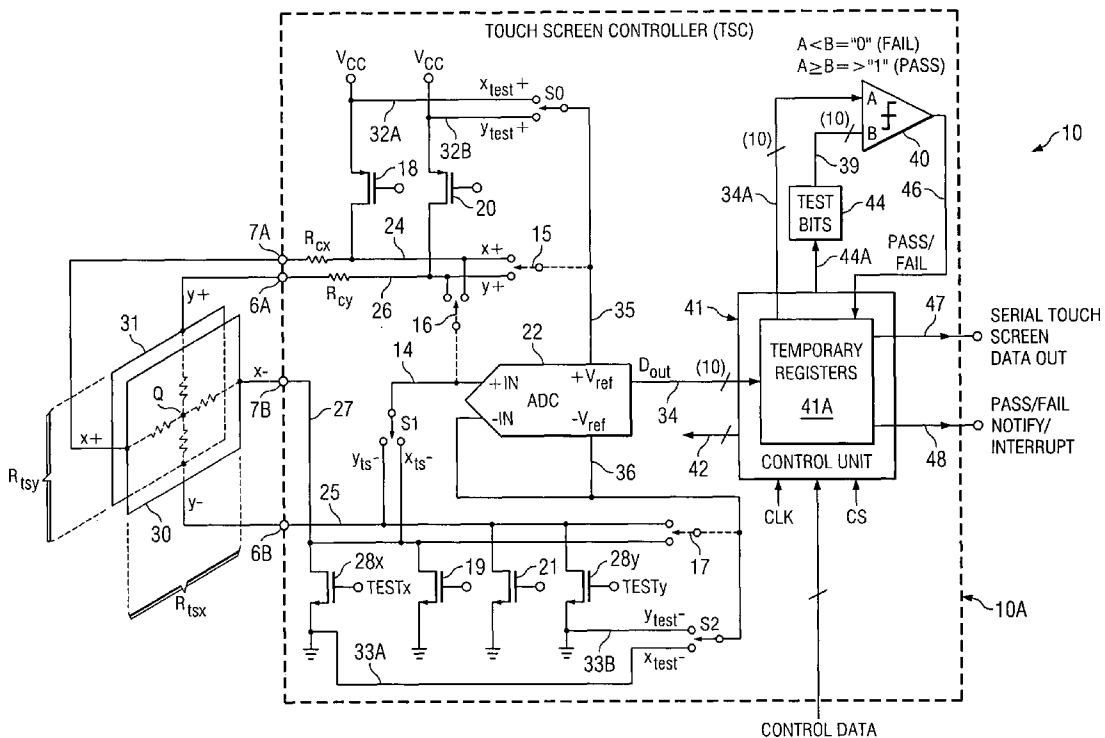 TOUCH SCREEN CONTROLLER (TSC)
A<B="0" (FAIL)
A≥B=>"1" (PASS)
VCC
VCC
xtest+
S0
ytest+
32A
32B
A
B
(10)
(10)
40
10
39
18
20
34A
46
TEST
BITS
44
7A
Rcx
24
x+
15
PASS/
FAIL
44A
6A
Rcy
26
y+
y+
16
35
41
47
SERIAL TOUCH
SCREEN
DATA OUT
31
22
14
+IN
+Vref
Dout
(10)
TEMPORARY
REGISTERS
41A
Q
x-
7B
27
ADC
-IN
-Vref
34
PASS/FAIL
NOTIFY/
INTERRUPT
S1
42
48
CONTROL UNIT
x+
yts-
xts-
36
Rtsy
y-
30
25
CLK
CS
6B
17
28x
TESTx
19
21
28y
TESTy
Rtsx
10A
ytest-
S2
33A
33B
xtest-
CONTROL DATA